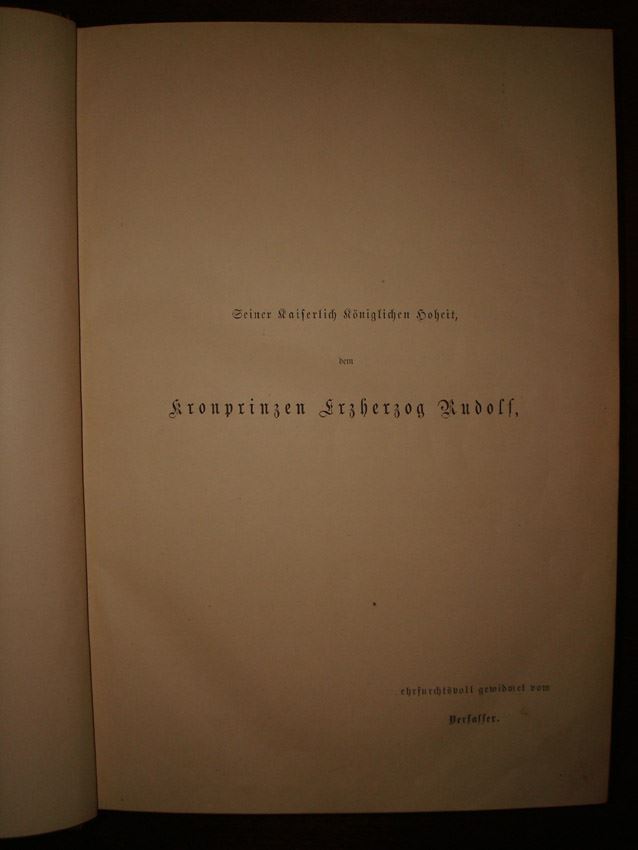 Seiner Kaiserlich Königlichen Hoheit,
dem
Kronprinzen Erzherzog Rudolf,
ehrfurchtsvoll gewidmet vom
Verfasser.